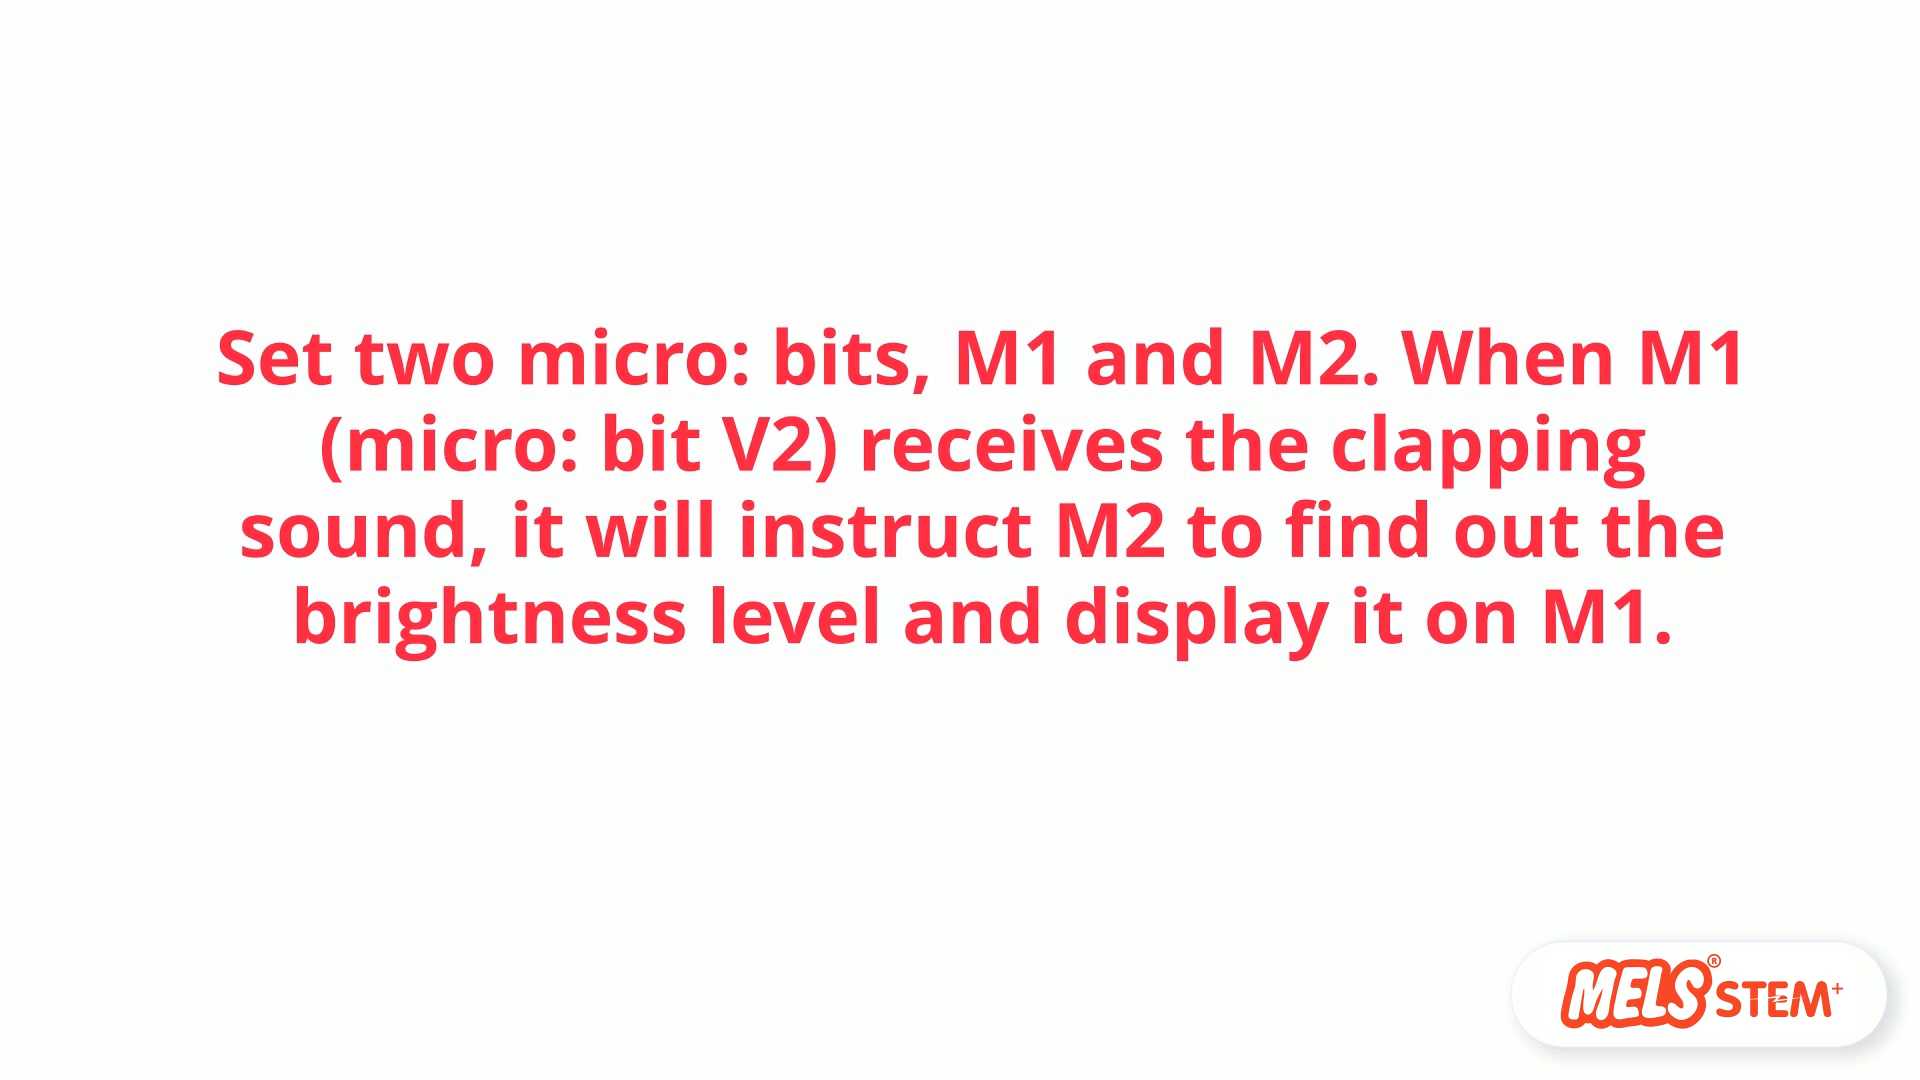 Set two micro: bits, M1 and M2. When M1
(micro: bit V2) receives the clapping
sound, it will instruct M2 to find out the
brightness level and display it on M1.
MELS® STEM+